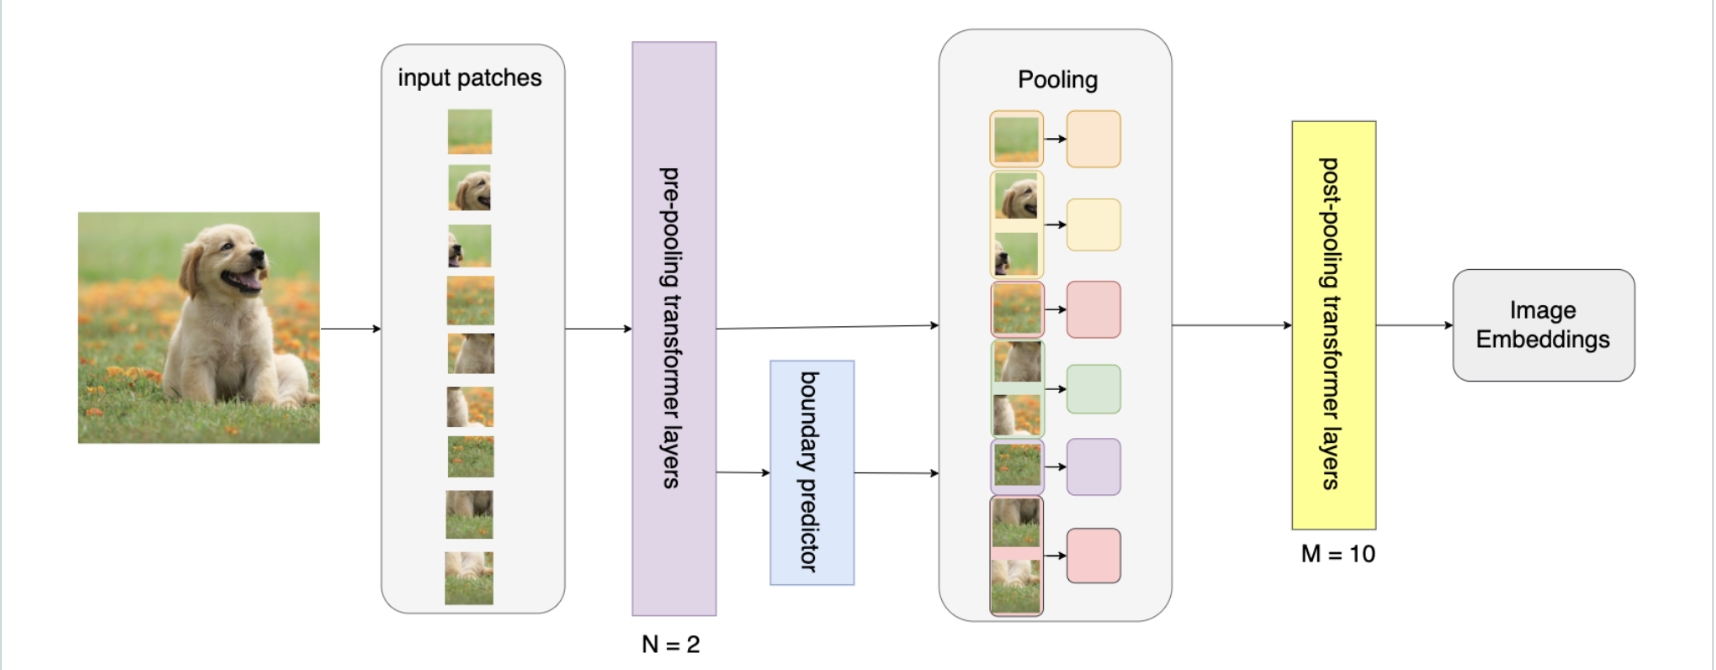 input patches
pre-pooling transformer layers
N = 2
boundary predictor
Pooling
post-pooling transformer layers
M = 10
Image
Embeddings